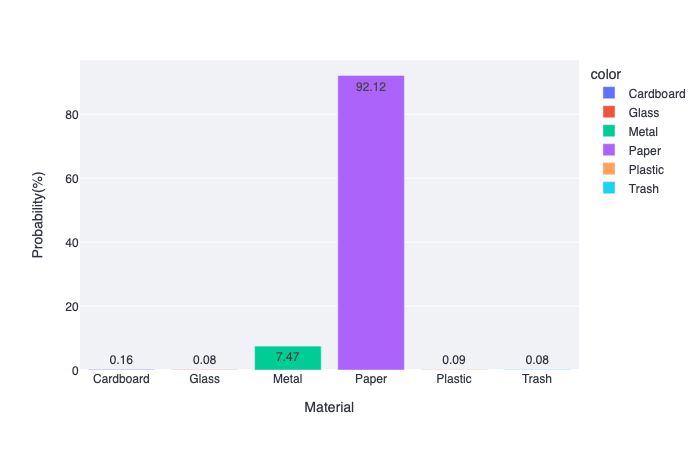 color
Cardboard
Glass
Metal
Paper
Plastic
Trash
Probability(%)
80
60
40
20
0
0.16
0.08
7.47
92.12
0.09
0.08
Cardboard
Glass
Metal
Paper
Plastic
Trash
Material